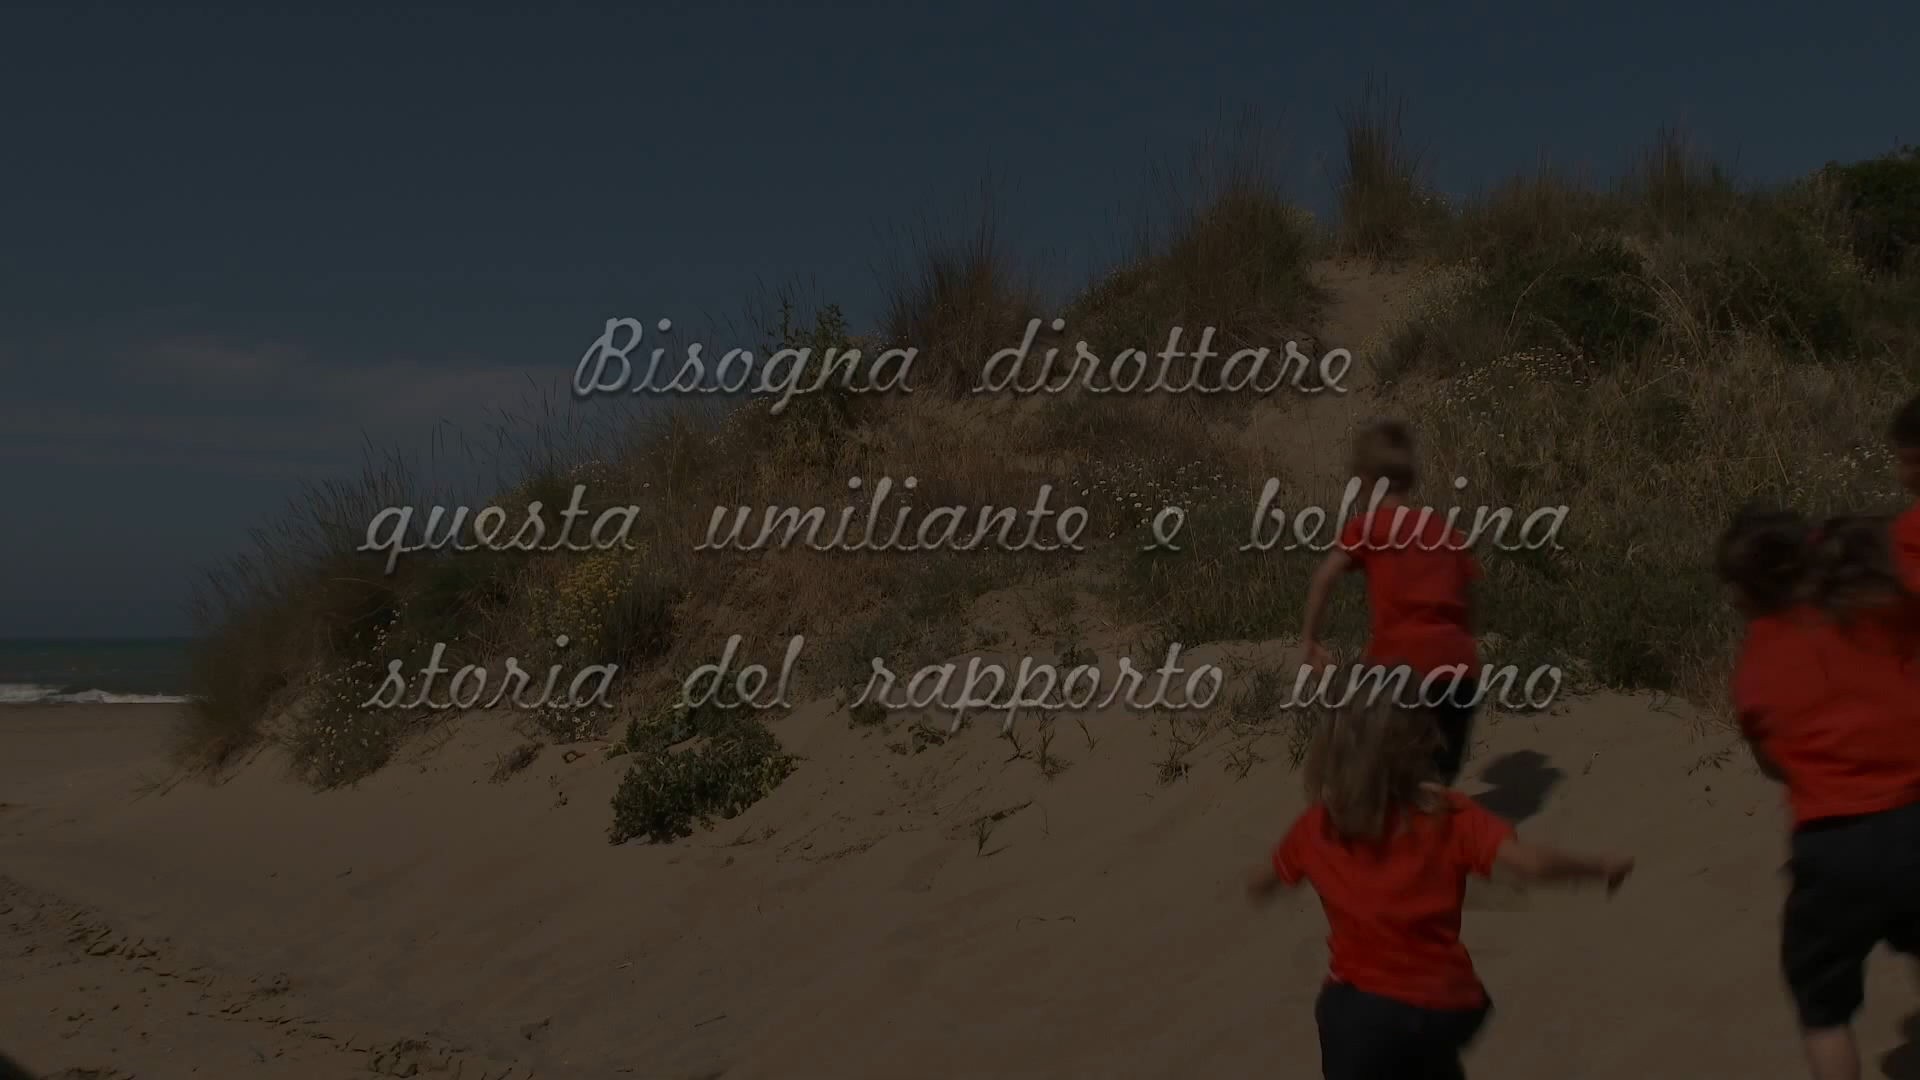 Bisogna dirottare
questa umiliante e belluina
storia del rapporto umano